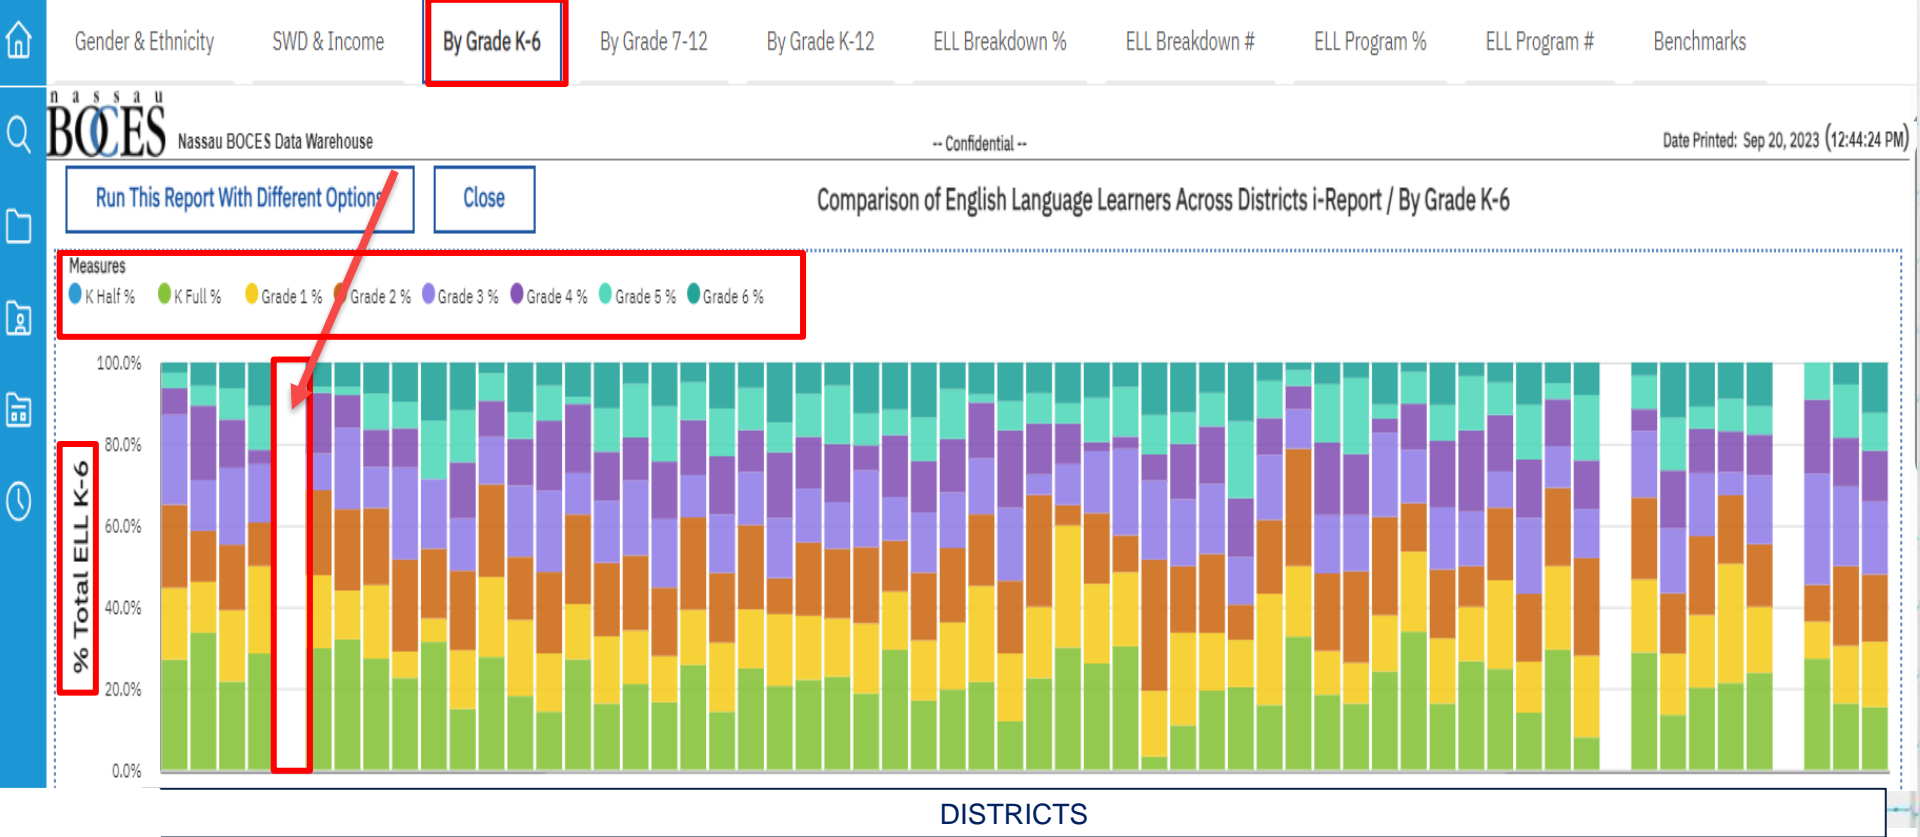 Gender & Ethnicity SWD & Income By Grade K-6 By Grade 7-12 By Grade K-12 ELL Breakdown % ELL Breakdown # ELL Program % ELL Program # Benchmarks
nassau
BOCES Nassau BOCES Data Warehouse -- Confidential -- Date Printed: Sep 20, 2023 (12:44:24 PM)
Run This Report With Different Options Close Comparison of English Language Learners Across Districts i-Report / By Grade K-6
Measures
K Half % K Full % Grade 1 % Grade 2 % Grade 3 % Grade 4 % Grade 5 % Grade 6 %
% Total ELL K-6
100.0%
80.0%
60.0%
40.0%
20.0%
0.0%
DISTRICTS